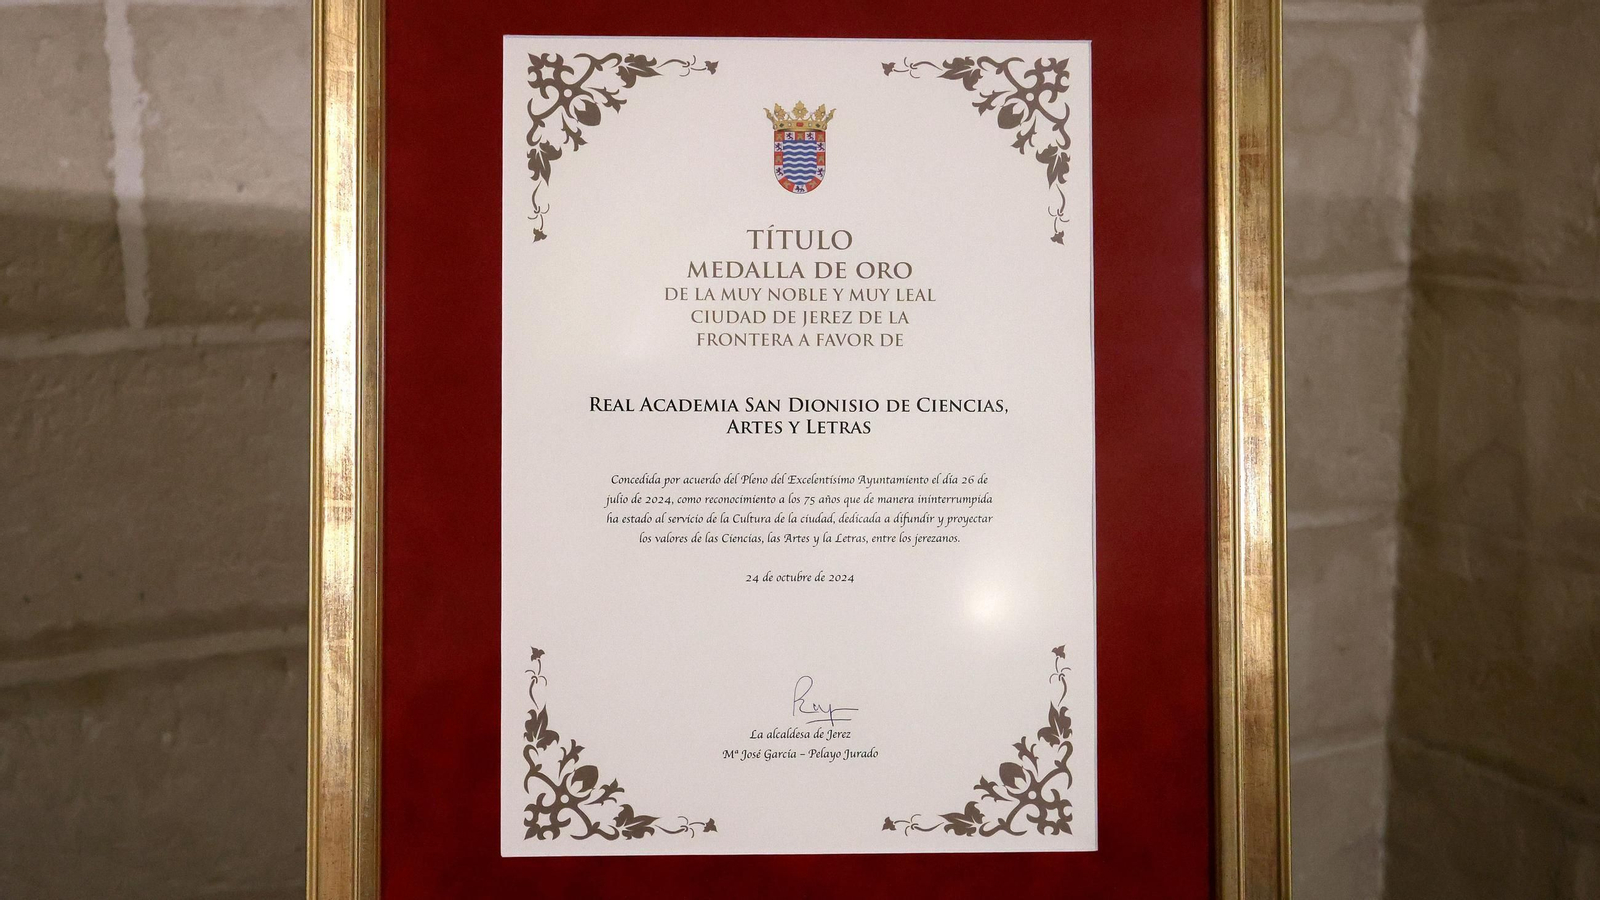 TÍTULO
MEDALLA DE ORO
DE LA MUY NOBLE Y MUY LEAL
CIUDAD DE JEREZ DE LA
FRONTERA A FAVOR DE
REAL ACADEMIA SAN DIONISIO DE CIENCIAS,
ARTES Y LETRAS
Concedida por acuerdo del Pleno del Excelentísimo Ayuntamiento el día 26 de
julio de 2024, como reconocimiento a los 75 años que de manera ininterrumpida
ha estado al servicio de la Cultura de la ciudad, dedicada a difundir y proyectar
los valores de las Ciencias, las Artes y la Letras, entre los jerezanos.
24 de octubre de 2024
La alcaldesa de Jerez
Mª José García – Pelayo Jurado